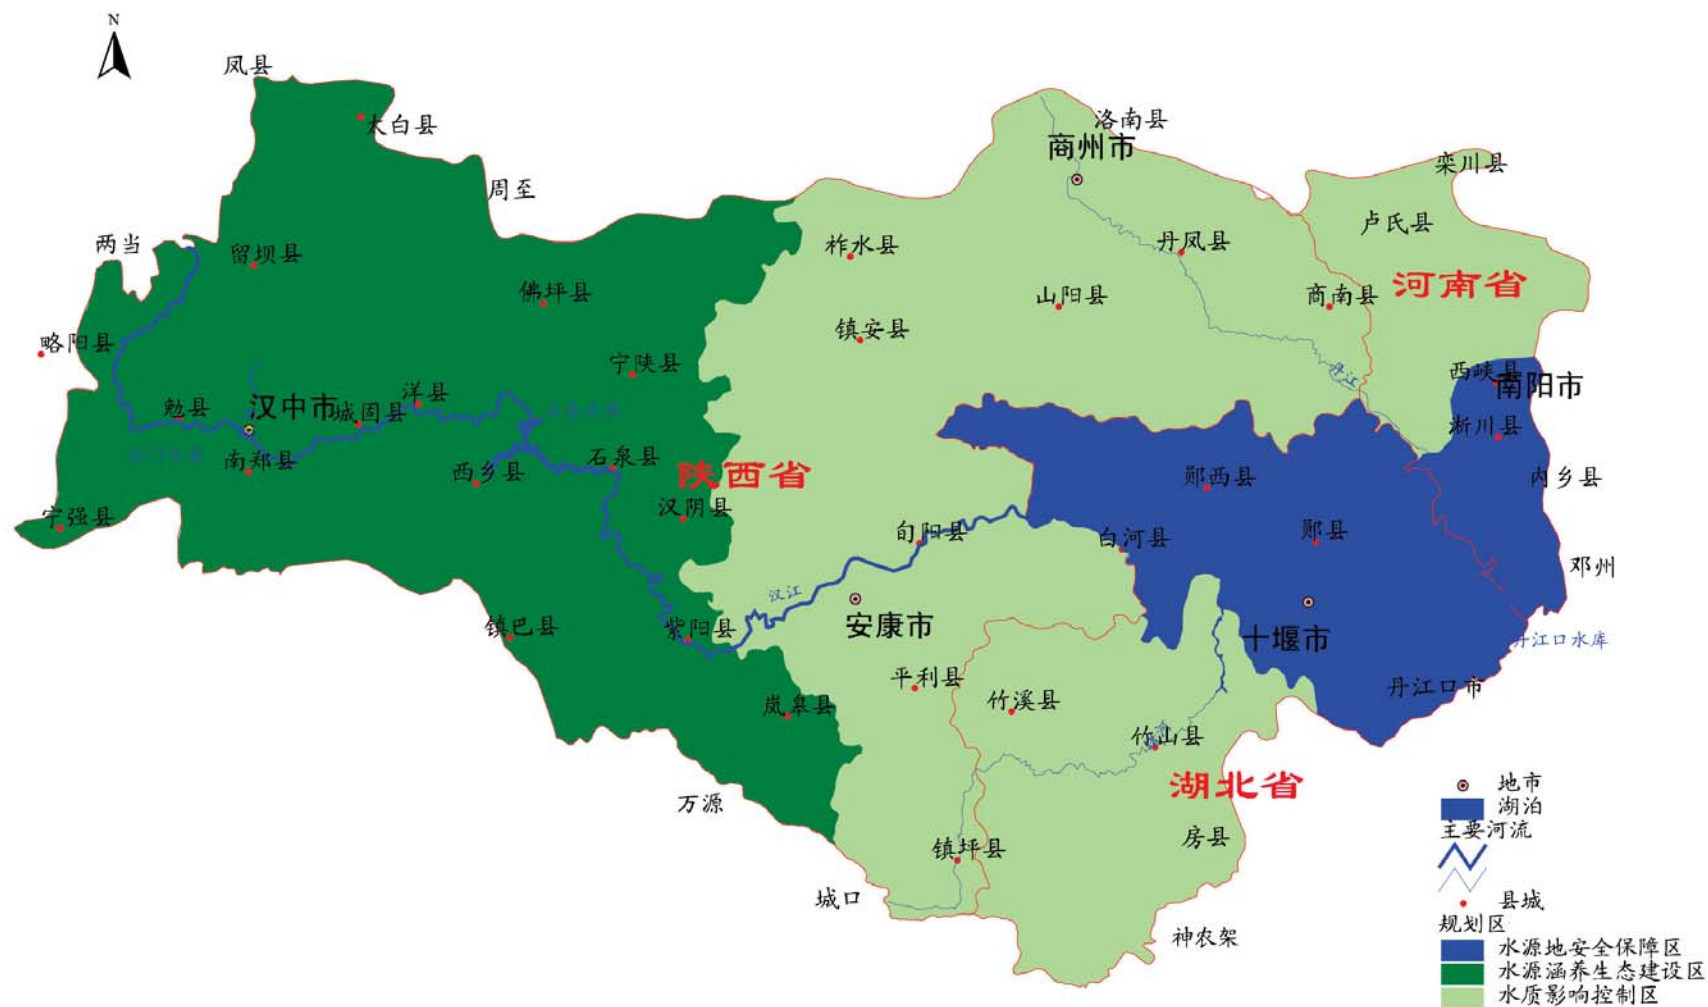 N
凤县
太白县
洛南县
商州市
栾川县
周至
卢氏县
两当
留坝县
柞水县
丹凤县
河南省
佛坪县
山阳县
商南县
略阳县
镇安县
宁陕县
丹江
西峡县
南阳市
洋县
勉县
汉中市
城固县
淅川县
南郑县
西乡县
石泉县
陕西省
郧西县
内乡县
汉阴县
宁强县
旬阳县
白河县
郧县
邓州
汉江
镇巴县
紫阳县
安康市
十堰市
丹江口水库
平利县
丹江口市
岚皋县
竹溪县
竹山县
湖北省
万源
房县
镇坪县
城口
神农架
地市
湖泊
主要河流
县城
规划区
水源地安全保障区
水源涵养生态建设区
水质影响控制区